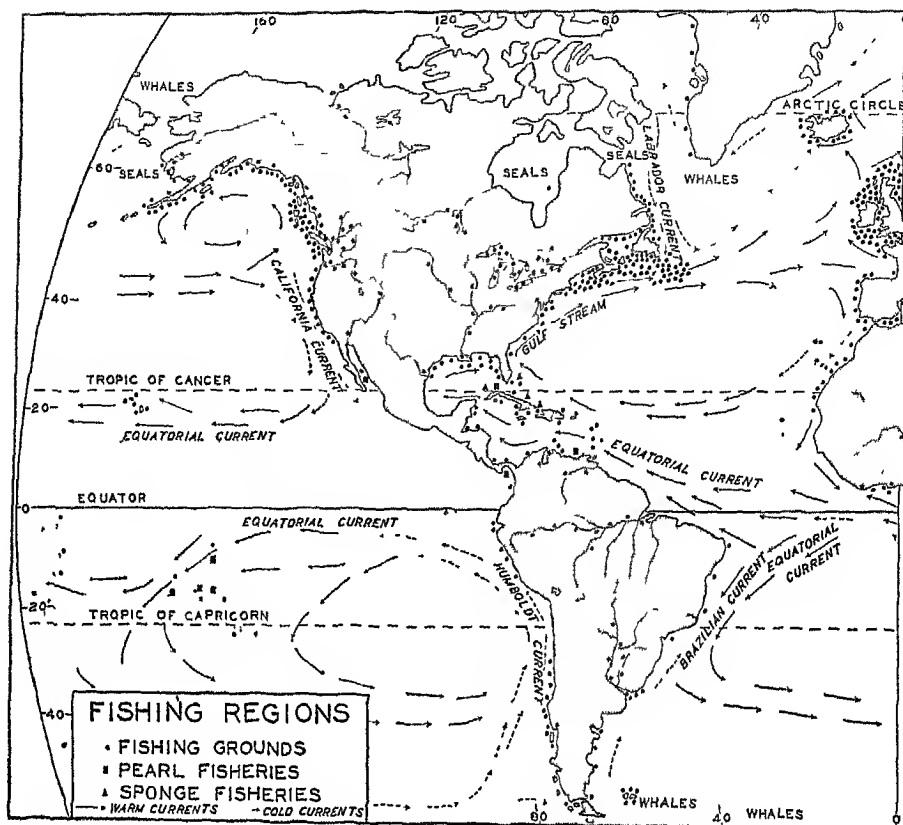 160 120 80 40
WHALES
ARCTIC CIRCLE
LABRADOR CURRENT
60
SEALS
SEALS
SEALS
WHALES
CALIFORNIA CURRENT
40
GULF STREAM
TROPIC OF CANCER
20
EQUATORIAL CURRENT
EQUATORIAL CURRENT
EQUATOR
0
EQUATORIAL CURRENT
EQUATORIAL CURRENT
HUMBOLDT CURRENT
BRAZIDIAN CURRENT
20
TROPIC OF CAPRICORN
40
FISHING REGIONS
FISHING GROUNDS
PEARL FISHERIES
SPONGE FISHERIES
WARM CURRENTS COLD CURRENTS
WHALES
80 40 WHALES 0